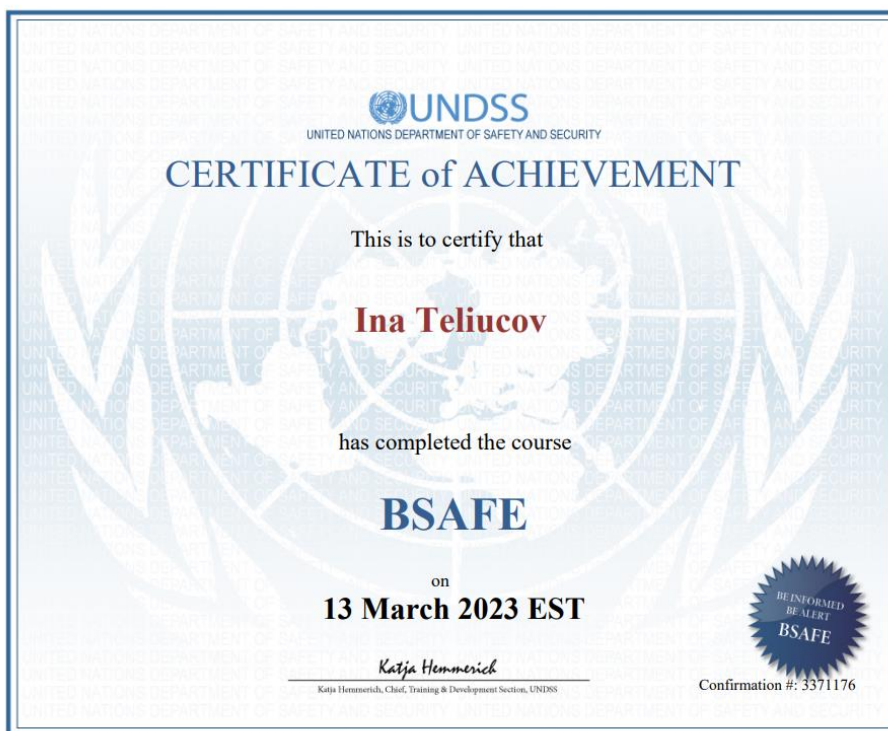 UNDSS
UNITED NATIONS DEPARTMENT OF SAFETY AND SECURITY
CERTIFICATE of ACHIEVEMENT
This is to certify that
Ina Teliucov
has completed the course
BSAFE
on
13 March 2023 EST
BE INFORMED
BE ALERT
BSAFE
Katja Hemmerich
Katja Hemmerich, Chief, Training & Development Section, UNDSS
Confirmation #: 3371176